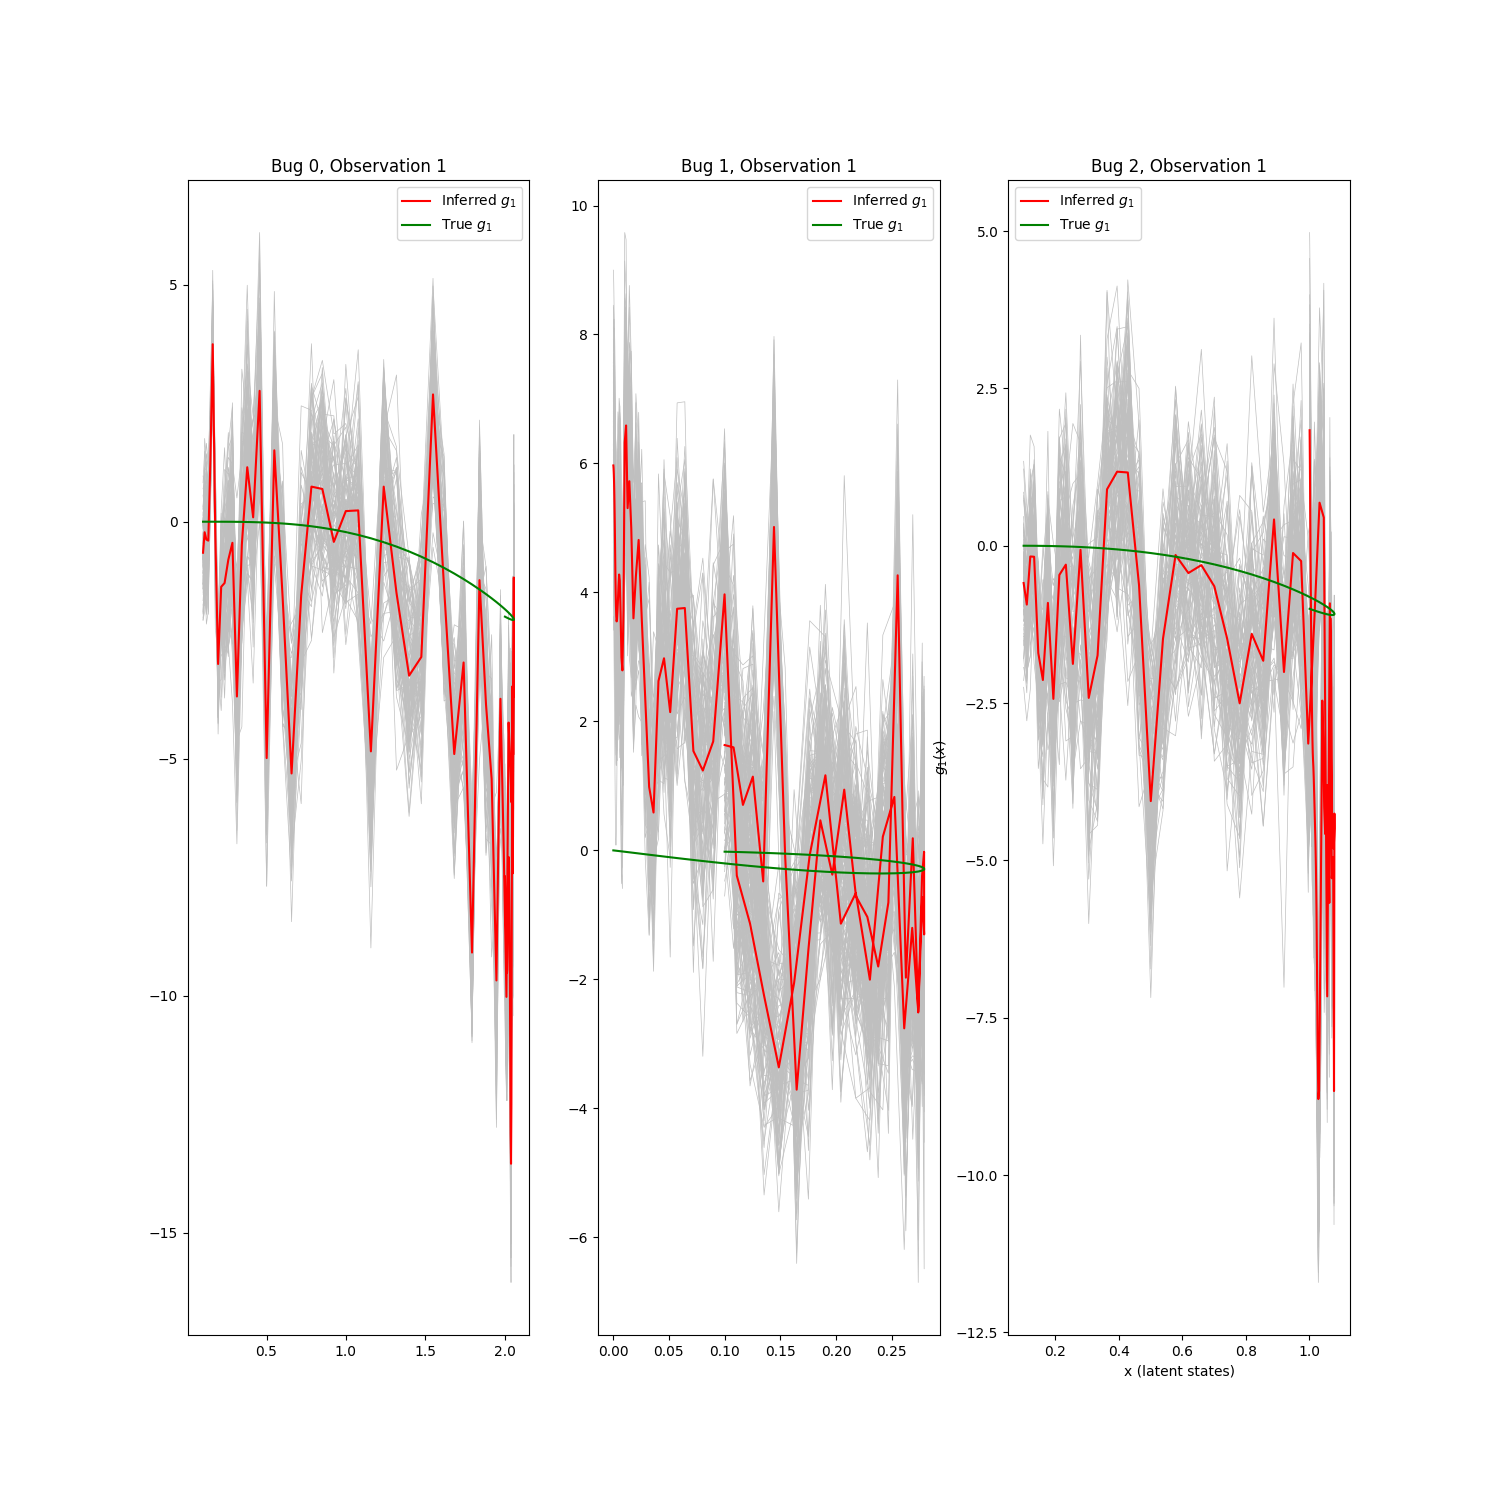 Bug 0, Observation 1
Inferred g₁
True g₁
5
0
−5
−10
−15
0.5 1.0 1.5 2.0
Bug 1, Observation 1
Inferred g₁
True g₁
10
8
6
4
2
0
−2
−4
−6
0.00 0.05 0.10 0.15 0.20 0.25
Bug 2, Observation 1
Inferred g₁
True g₁
g₁(x)
5.0
2.5
0.0
−2.5
−5.0
−7.5
−10.0
−12.5
0.2 0.4 0.6 0.8 1.0
x (latent states)